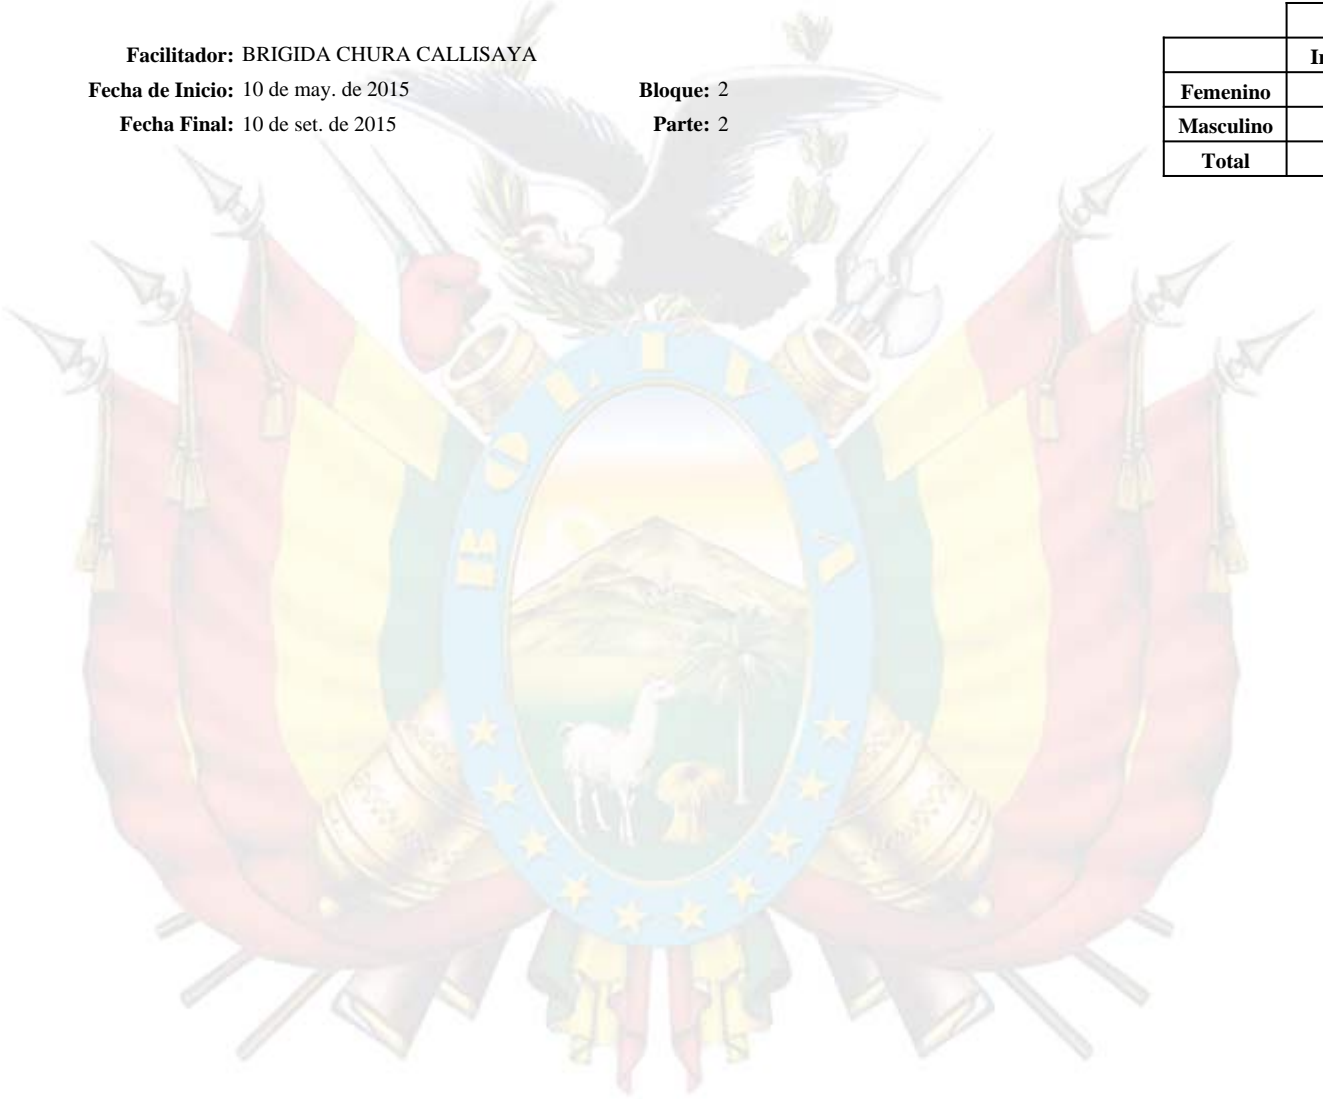 Facilitador: BRIGIDA CHURA CALLISAYA
Fecha de Inicio: 10 de may. de 2015 Bloque: 2
Fecha Final: 10 de set. de 2015 Parte: 2
Femenino
Masculino
Total
BOLIVIA